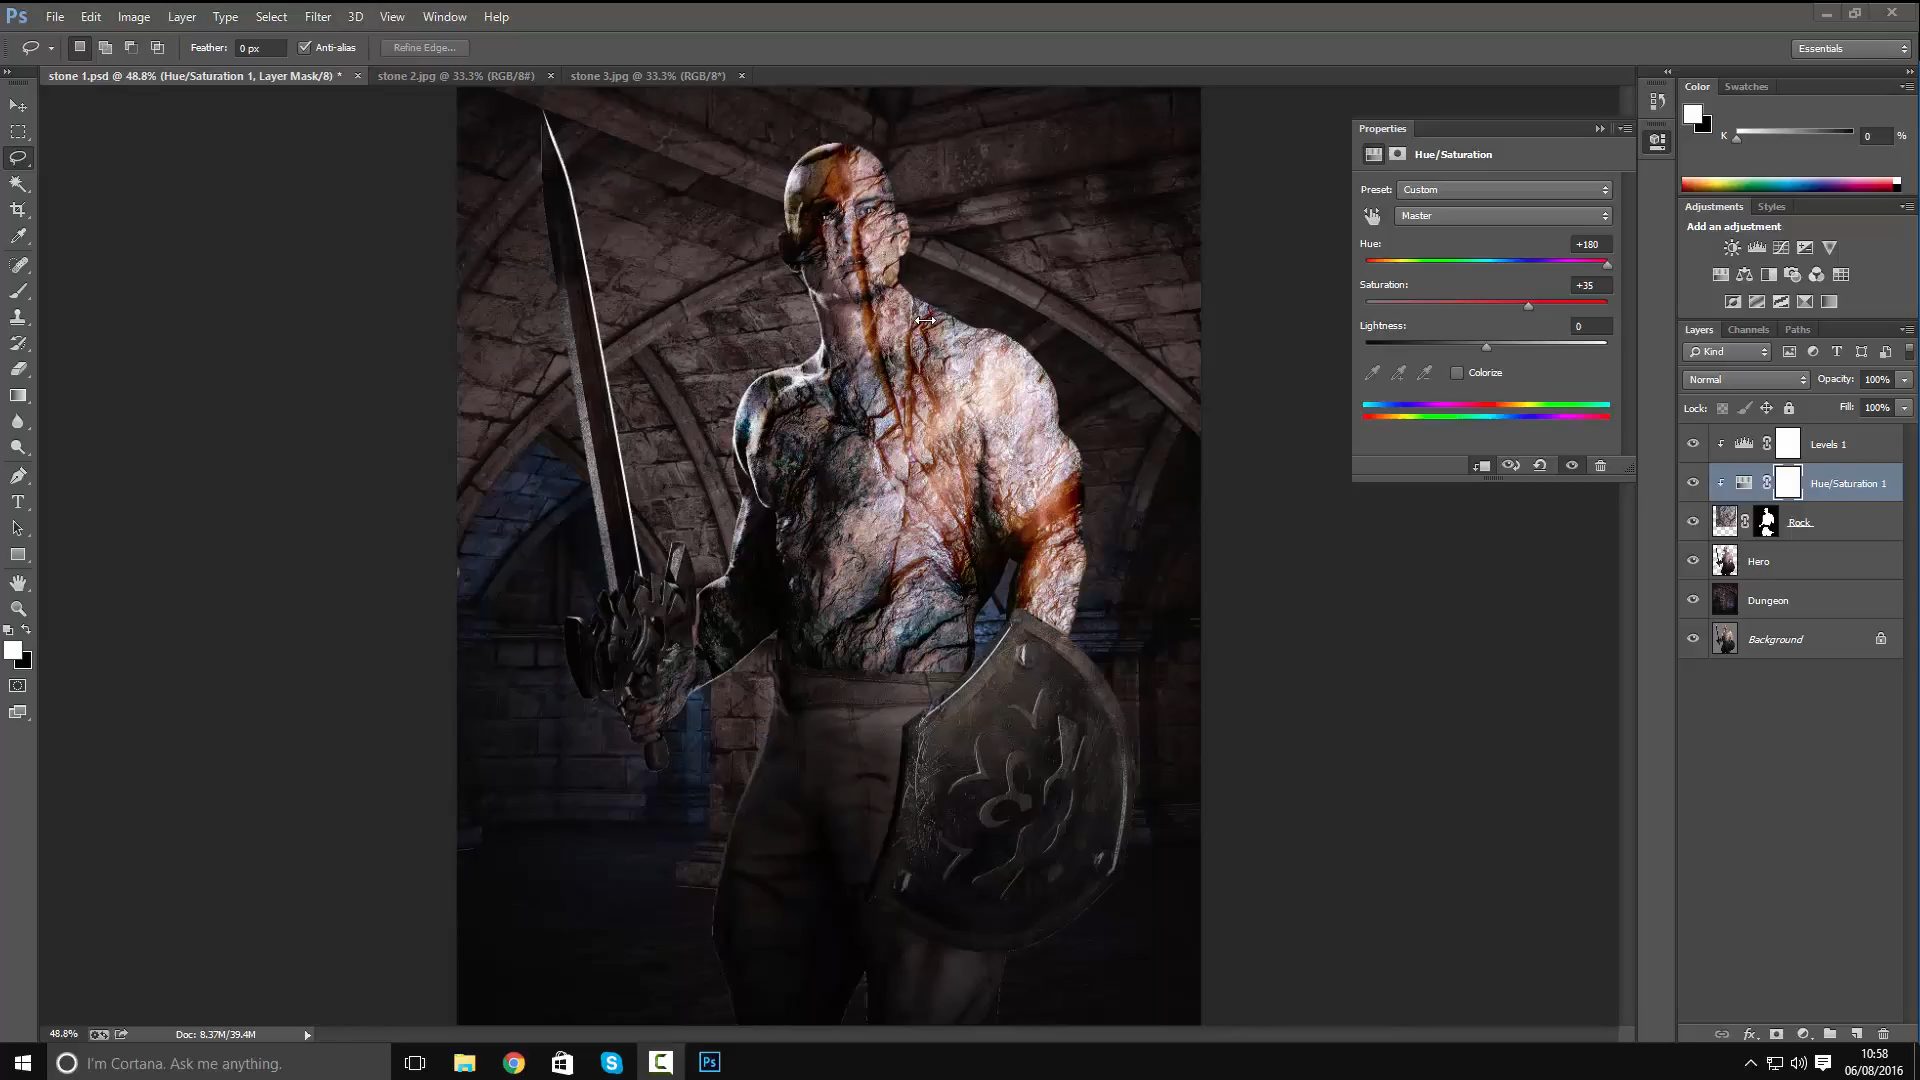 Ps File Edit Image Layer Type Select Filter 3D View Window Help
Feather: 0 px Anti-alias Refine Edge... Essentials
stone 1.psd @ 48.8% (Hue/Saturation 1, Layer Mask/8) * × stone 2.jpg @ 33.3% (RGB/8#) × stone 3.jpg @ 33.3% (RGB/8*) ×
Properties
Hue/Saturation
Preset: Custom
Master
Hue: +180
Saturation: +35
Lightness: 0
Colorize
Color Swatches
K 0 %
Adjustments Styles
Add an adjustment
Layers Channels Paths
Kind
Normal Opacity: 100%
Lock: Fill: 100%
Levels 1
Hue/Saturation 1
Rock
Hero
Dungeon
Background
48.8% Doc: 8.37M/39.4M
I'm Cortana. Ask me anything.
Ps
10:58
06/08/2016